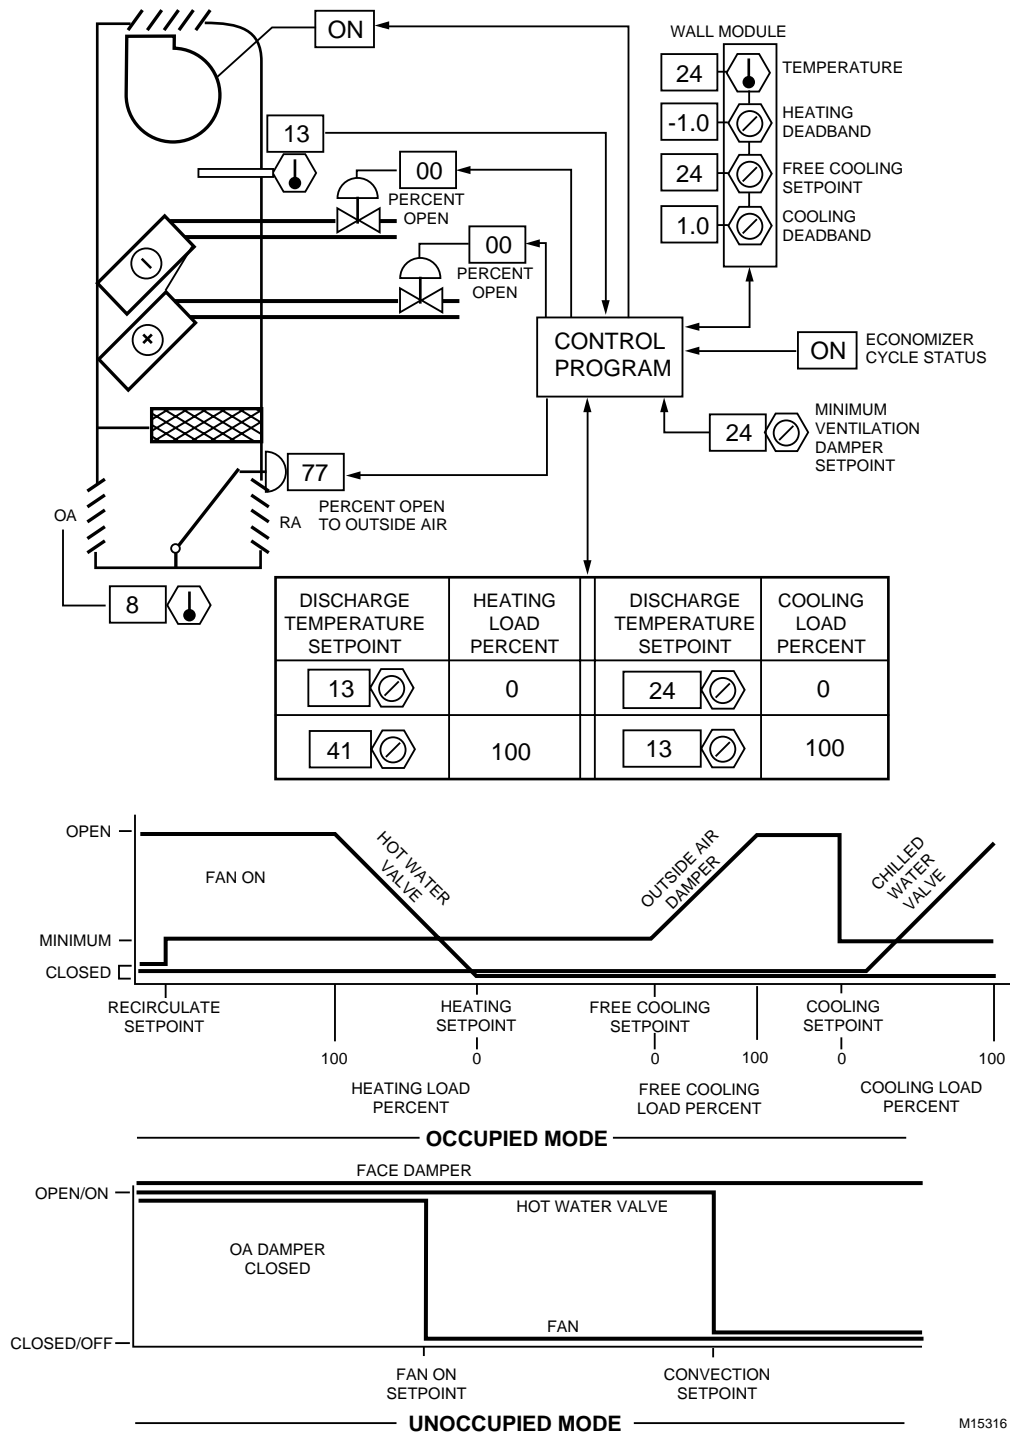 ON
WALL MODULE
24
TEMPERATURE
-1.0
HEATING
DEADBAND
24
FREE COOLING
SETPOINT
1.0
COOLING
DEADBAND
13
00
PERCENT
OPEN
00
PERCENT
OPEN
CONTROL
PROGRAM
ON
ECONOMIZER
CYCLE STATUS
24
MINIMUM
VENTILATION
DAMPER
SETPOINT
77
PERCENT OPEN
TO OUTSIDE AIR
OA
RA
8
DISCHARGE
TEMPERATURE
SETPOINT
HEATING
LOAD
PERCENT
DISCHARGE
TEMPERATURE
SETPOINT
COOLING
LOAD
PERCENT
13
0
24
0
41
100
13
100
OPEN
MINIMUM
CLOSED
FAN ON
HOT WATER
VALVE
OUTSIDE AIR
DAMPER
CHILLED
WATER
VALVE
RECIRCULATE
SETPOINT
HEATING
SETPOINT
FREE COOLING
SETPOINT
COOLING
SETPOINT
100
0
0
100
0
100
HEATING LOAD
PERCENT
FREE COOLING
LOAD PERCENT
COOLING LOAD
PERCENT
OCCUPIED MODE
FACE DAMPER
OPEN/ON
HOT WATER VALVE
OA DAMPER
CLOSED
FAN
CLOSED/OFF
FAN ON
SETPOINT
CONVECTION
SETPOINT
UNOCCUPIED MODE
M15316